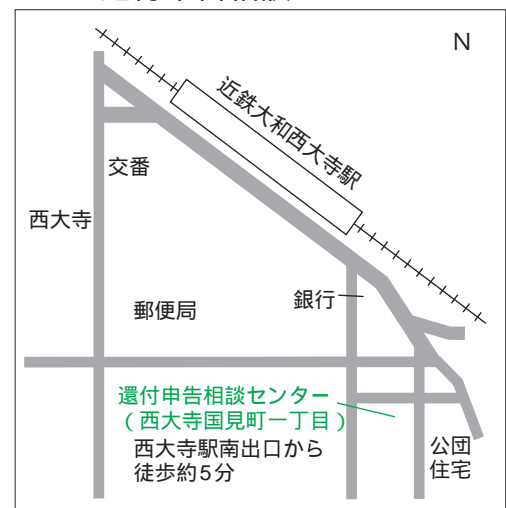 N
近鉄大和西大寺駅
交番
西大寺
銀行
郵便局
還付申告相談センター
(西大寺国見町一丁目)
西大寺駅南出口から
徒歩約5分
公団
住宅